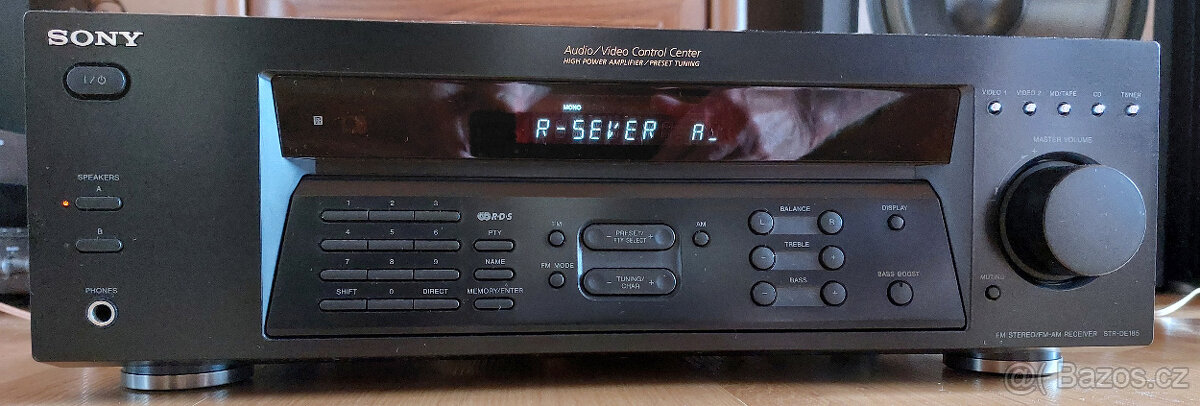 SONY
Audio/Video Control Center
HIGH POWER AMPLIFIER/PRESET TUNING
I/⏻
VIDEO 1 VIDEO 2 MD/TAPE CD TUNER
MONO
R-SEVER A_
MASTER VOLUME
+
SPEAKERS
A
B
PHONES
1 2 3
4 5 6
7 8 9
SHIFT 0 DIRECT
R·D·S
PTY
NAME
MEMORY/ENTER
FM
FM MODE
- PRESET/ PTY SELECT +
- TUNING/ CHAR +
AM
BALANCE
L R
TREBLE
- +
BASS
- +
DISPLAY
BASS BOOST
MUTING
FM STEREO/FM-AM RECEIVER STR-DE185
@( Bazos.cz